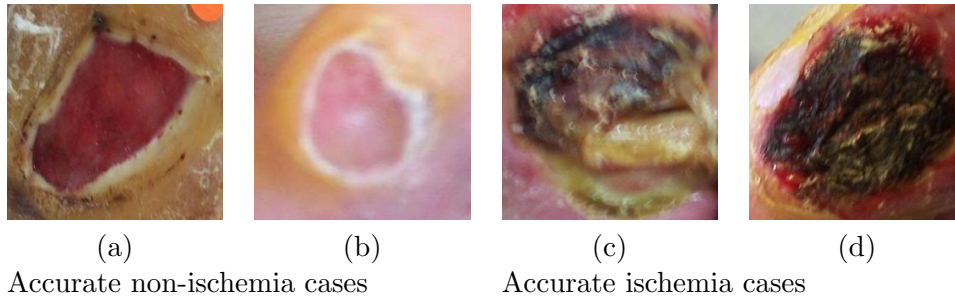 (a) (b) (c) (d)
Accurate non-ischemia cases Accurate ischemia cases